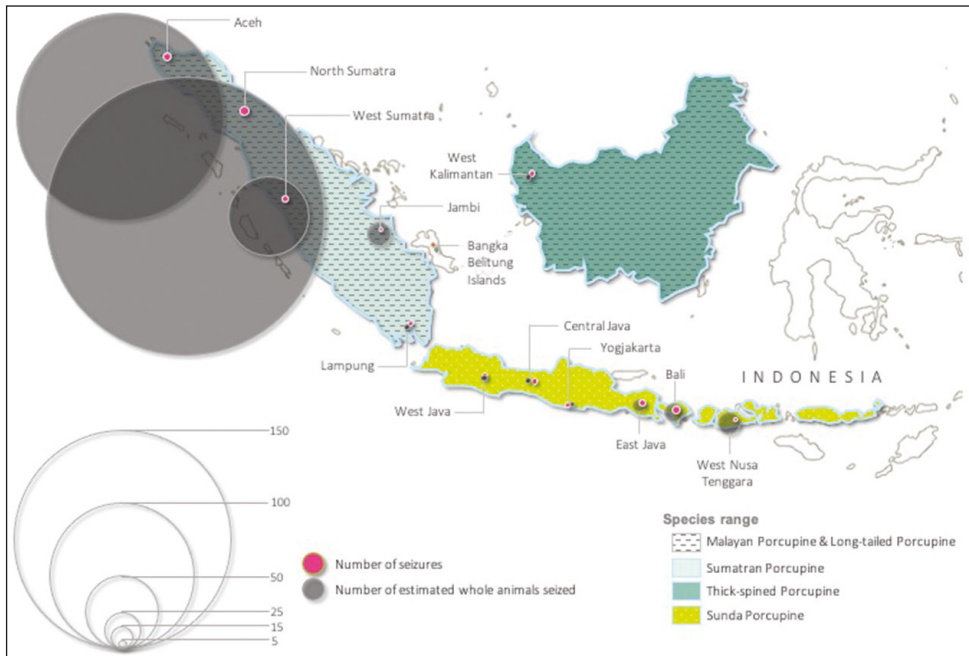 Aceh
North Sumatra
West Sumatra
West
Kalimantan
Jambi
Bangka
Belitung
Islands
Lampung
Central Java
Yogjakarta
West Java
Bali
East Java
West Nusa
Tenggara
INDONESIA
150
100
50
25
15
5
Number of seizures
Number of estimated whole animals seized
Species range
Malayan Porcupine & Long-tailed Porcupine
Sumatran Porcupine
Thick-spined Porcupine
Sunda Porcupine